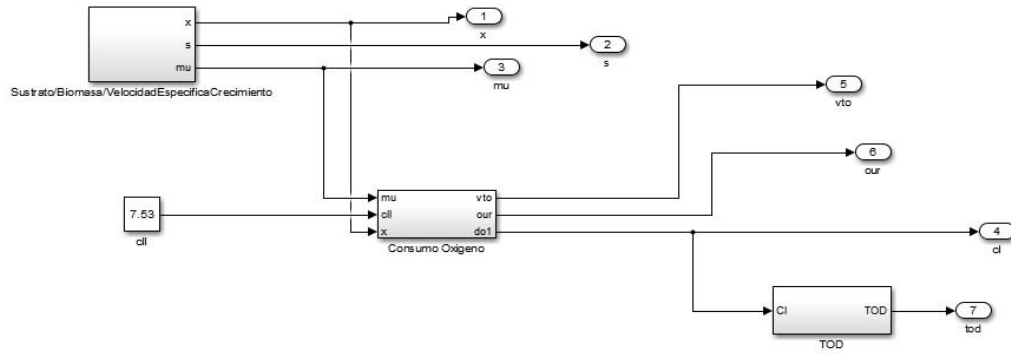 x
1
x
s
2
s
mu
3
mu
Sustrato/Biomasa/VelocidadEspecificaCrecimiento
5
vto
6
our
7.53
cll
mu
vto
cll
our
x
do1
Consumo Oxigeno
4
cl
Cl
TOD
TOD
7
tod